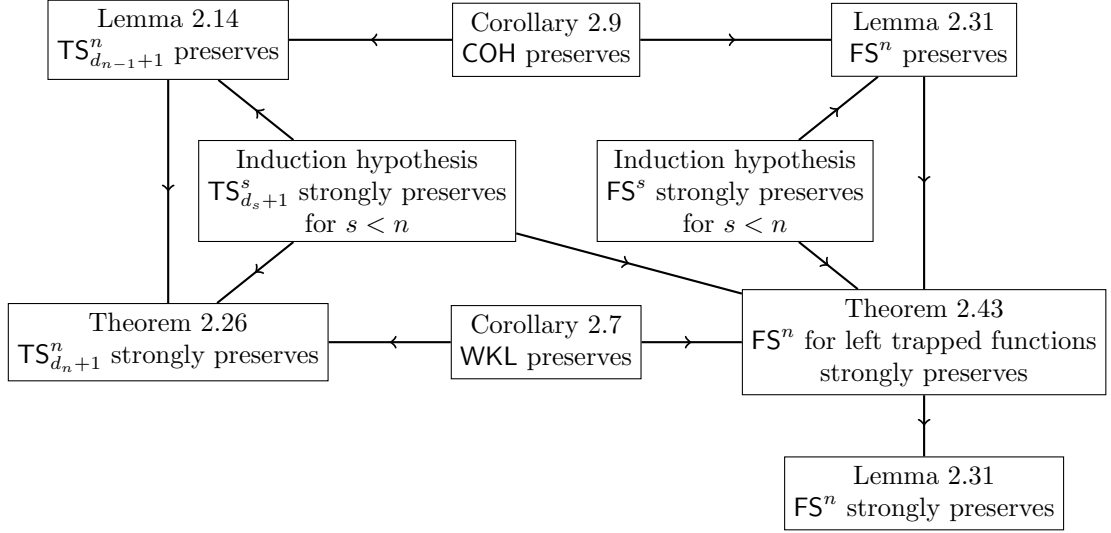 Lemma 2.14
TS^n_{d_{n−1}+1} preserves
Corollary 2.9
COH preserves
Lemma 2.31
FS^n preserves
Induction hypothesis
TS^s_{d_s+1} strongly preserves
for s < n
Induction hypothesis
FS^s strongly preserves
for s < n
Theorem 2.26
TS^n_{d_n+1} strongly preserves
Corollary 2.7
WKL preserves
Theorem 2.43
FS^n for left trapped functions
strongly preserves
Lemma 2.31
FS^n strongly preserves